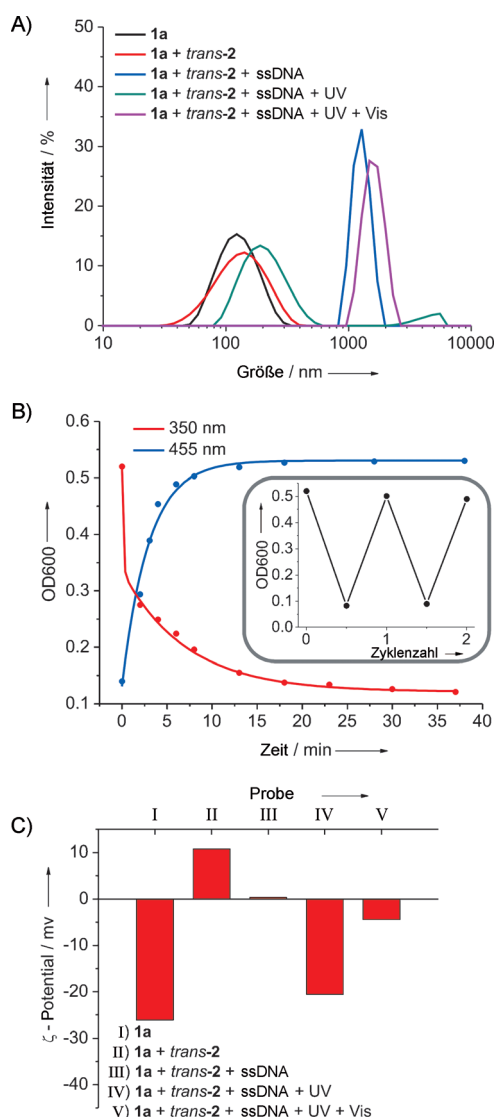 A)
1a
1a + trans-2
1a + trans-2 + ssDNA
1a + trans-2 + ssDNA + UV
1a + trans-2 + ssDNA + UV + Vis
Intensität / %
50
40
30
20
10
0
10 100 1000 10000
Größe / nm
B)
350 nm
455 nm
OD600
0.6
0.5
0.4
0.3
0.2
0.1
OD600
0.5
0.4
0.3
0.2
0.1
0.0
0 1 2
Zyklenzahl
0 5 10 15 20 25 30 35 40
Zeit / min
Probe
I II III IV V
C)
ζ - Potential / mv
10
0
-10
-20
-30
-40
I) 1a
II) 1a + trans-2
III) 1a + trans-2 + ssDNA
IV) 1a + trans-2 + ssDNA + UV
V) 1a + trans-2 + ssDNA + UV + Vis